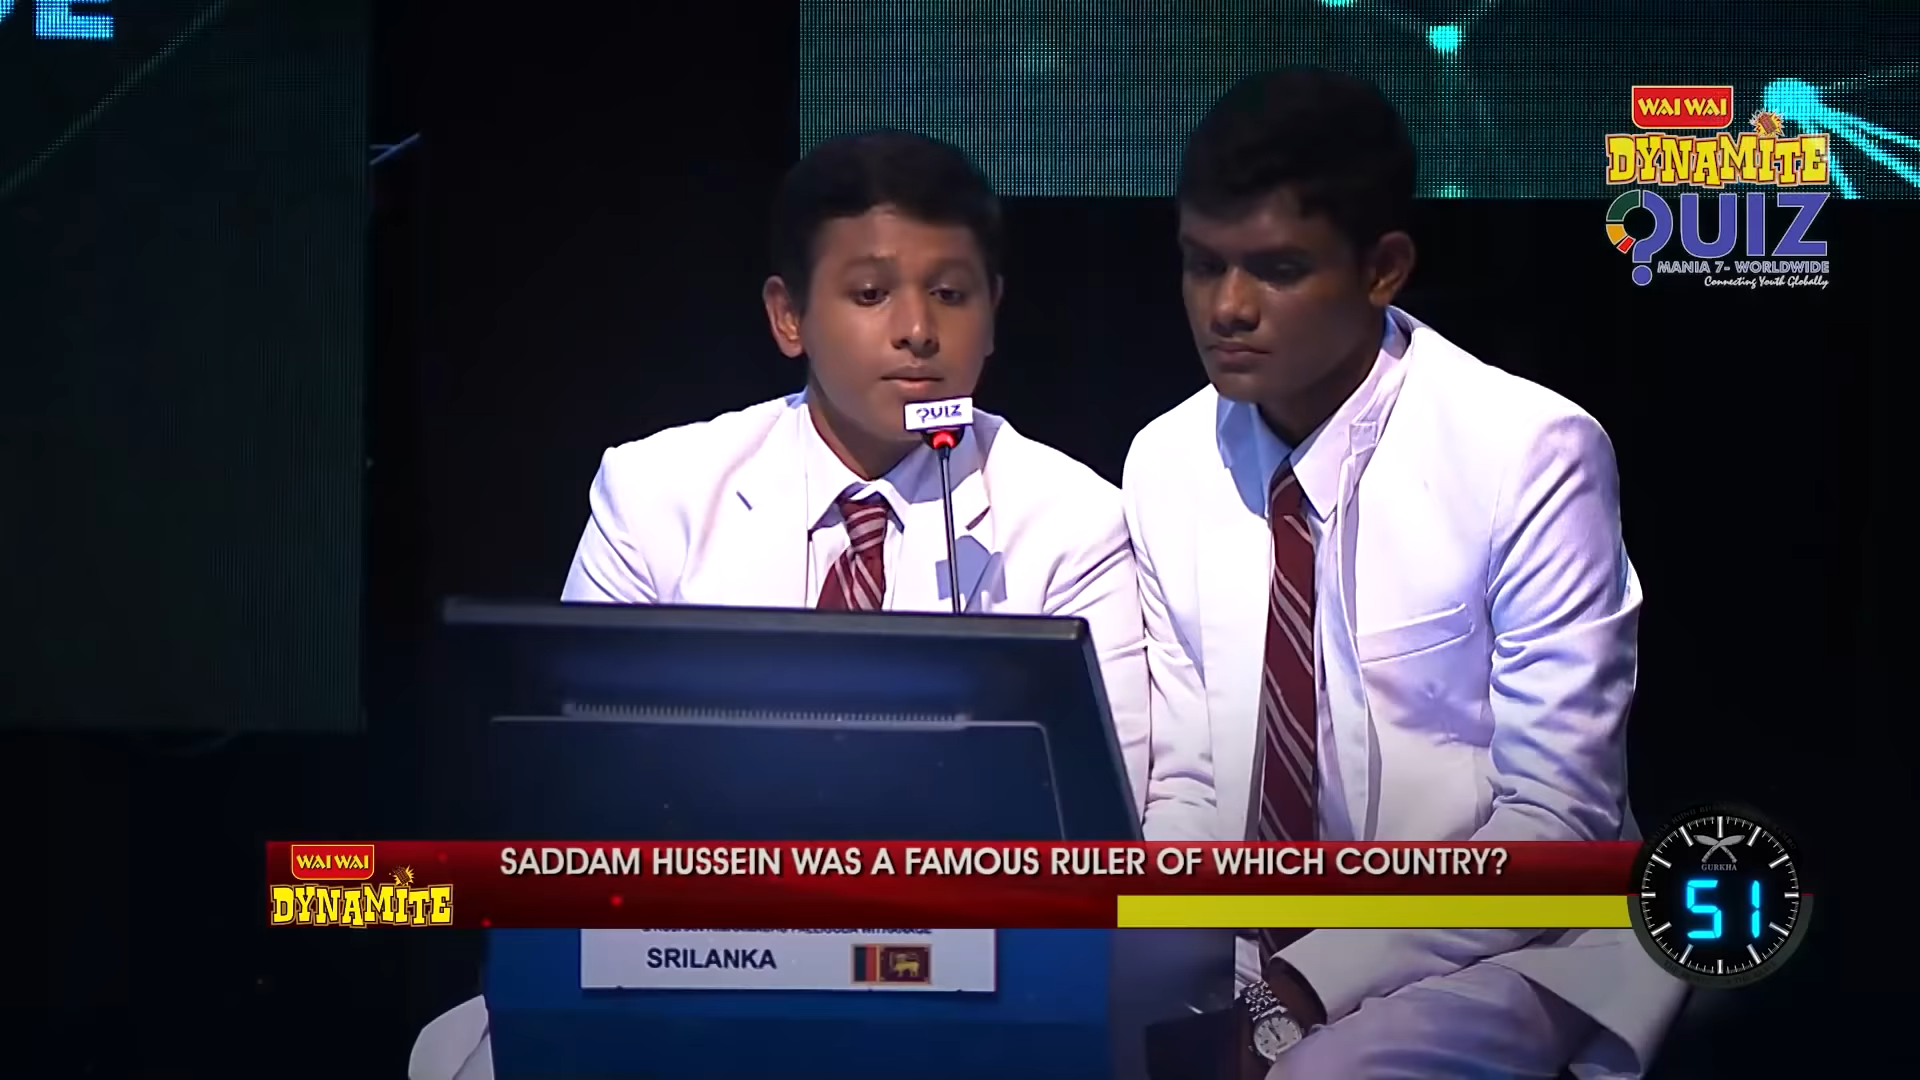 WAI WAI
DYNAMITE
QUIZ
MANIA 7- WORLDWIDE
Connecting Youth Globally
QUIZ
WAI WAI
DYNAMITE
SADDAM HUSSEIN WAS A FAMOUS RULER OF WHICH COUNTRY?
GURKHA
51
SRILANKA